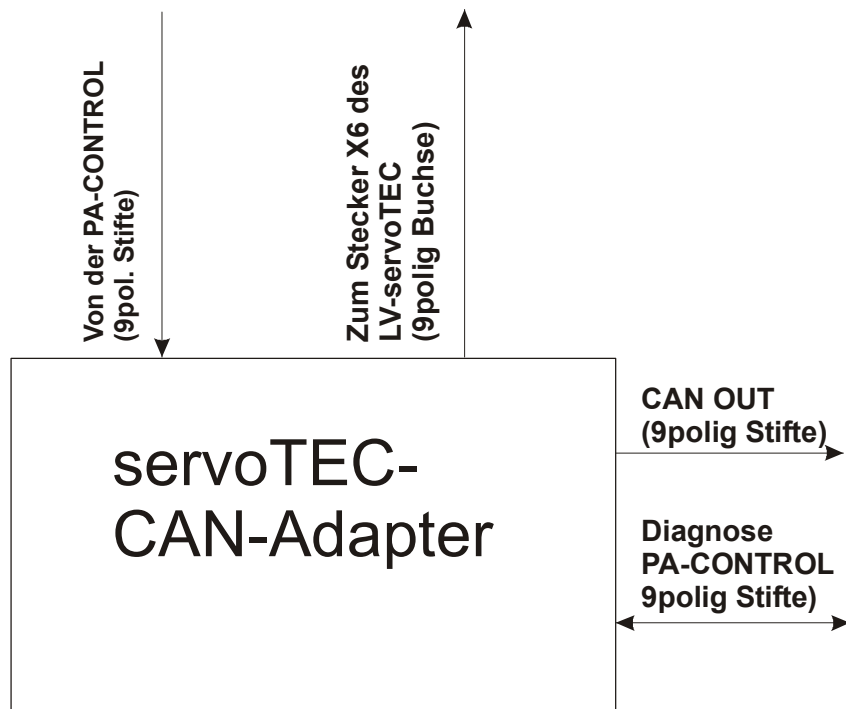 Von der PA-CONTROL
(9pol. Stifte)
Zum Stecker X6 des
LV-servoTEC
(9polig Buchse)
servoTEC-
CAN-Adapter
CAN OUT
(9polig Stifte)
Diagnose
PA-CONTROL
9polig Stifte)